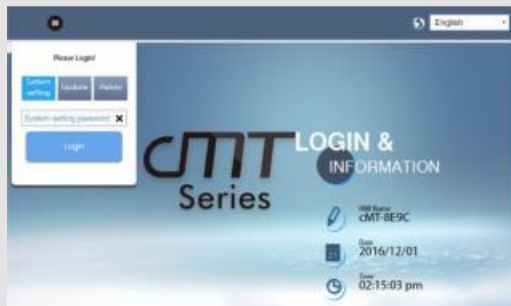 English
Please Login!
System setting
Update
History
System setting password
Login
cMT
Series
LOGIN &
INFORMATION
HMI Name
cMT-8E9C
Date
2016/12/01
Time
02:15:03 pm